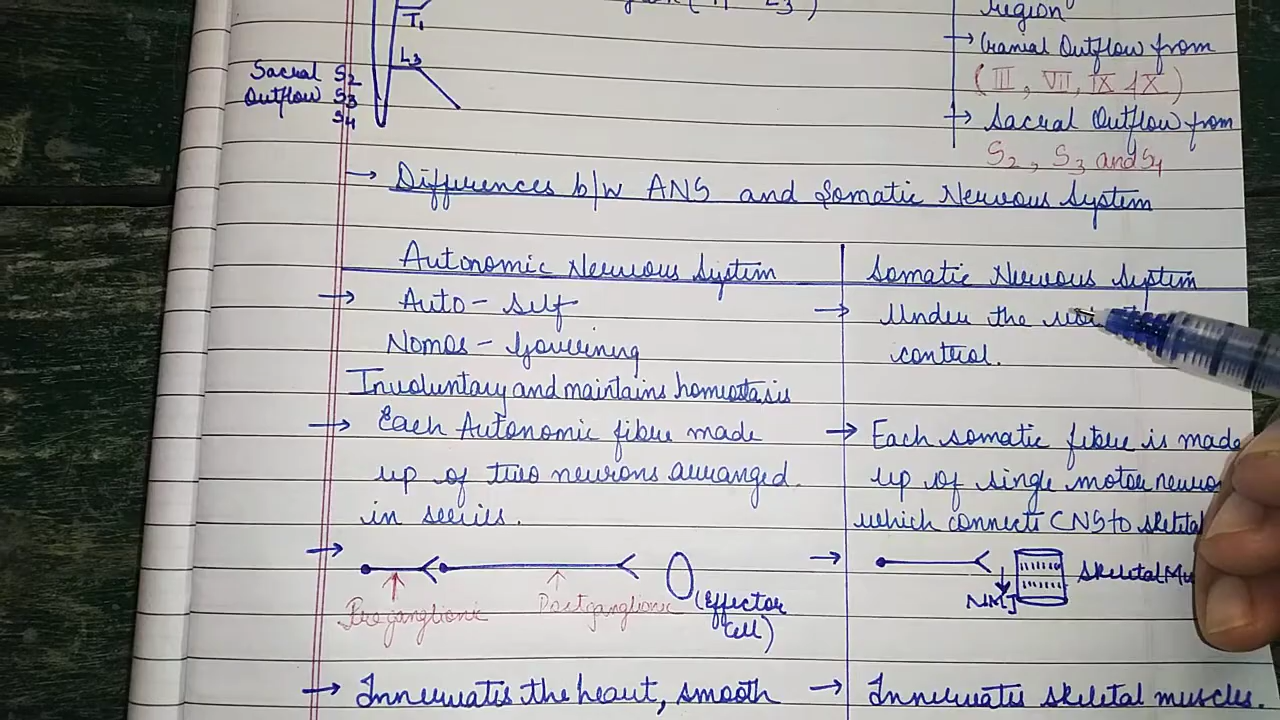 T₁
L₃
Sacral S₂
Outflow S₃
S₄
region
→ Cranial Outflow from
(III, VII, IX & X)
→ Sacral Outflow from
S₂, S₃ and S₄
→ Differences b/w ANS and Somatic Nervous System
Autonomic Nervous System
→ Auto - Self
Nomos - Governing
Involuntary and maintains homeostasis
→ Each Autonomic fibre made
up of two neurons arranged
in series.
→
Preganglionic
Postganglionic
(effector
cell)
→ Innervates the heart, smooth
Somatic Nervous System
→ Under the
control.
→ Each somatic fibre is made
up of single motor neuro
which connects CNS to skeletal
→
NMJ
Skeletal Mu
→ Innervates skeletal muscles.